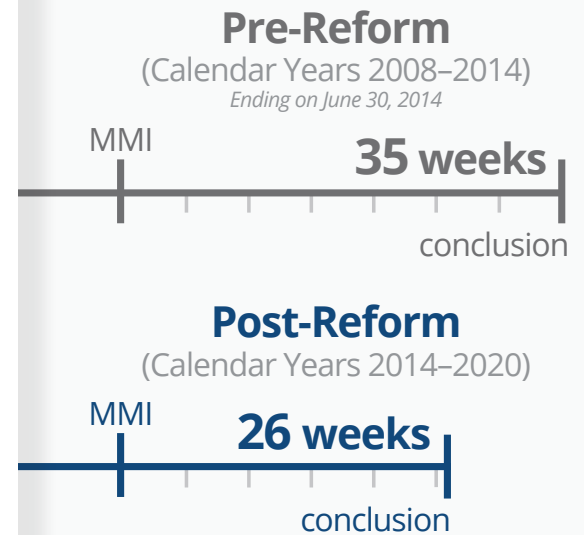 Pre-Reform
(Calendar Years 2008–2014)
Ending on June 30, 2014
MMI
35 weeks
conclusion
Post-Reform
(Calendar Years 2014–2020)
MMI
26 weeks
conclusion